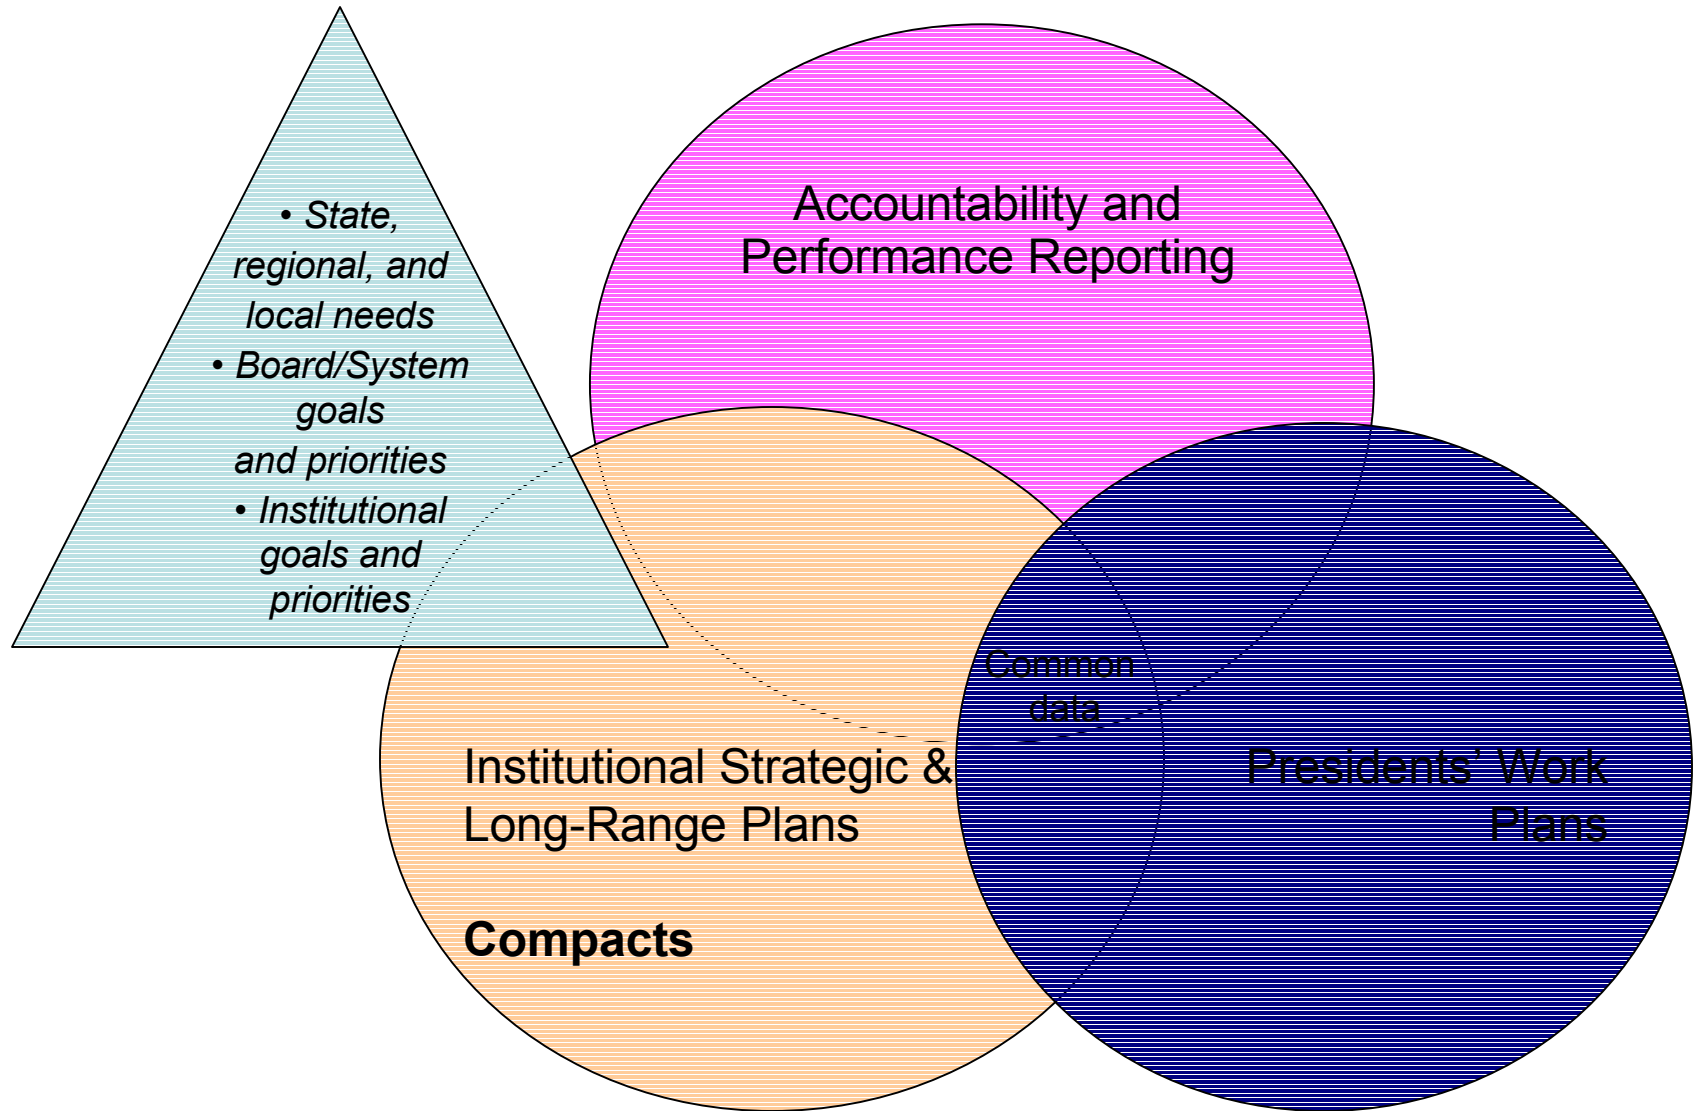 • State,
regional, and
local needs
• Board/System
goals
and priorities
• Institutional
goals and
priorities
Accountability and
Performance Reporting
Common
data
Institutional Strategic &
Long-Range Plans
Compacts
Presidents’ Work
Plans